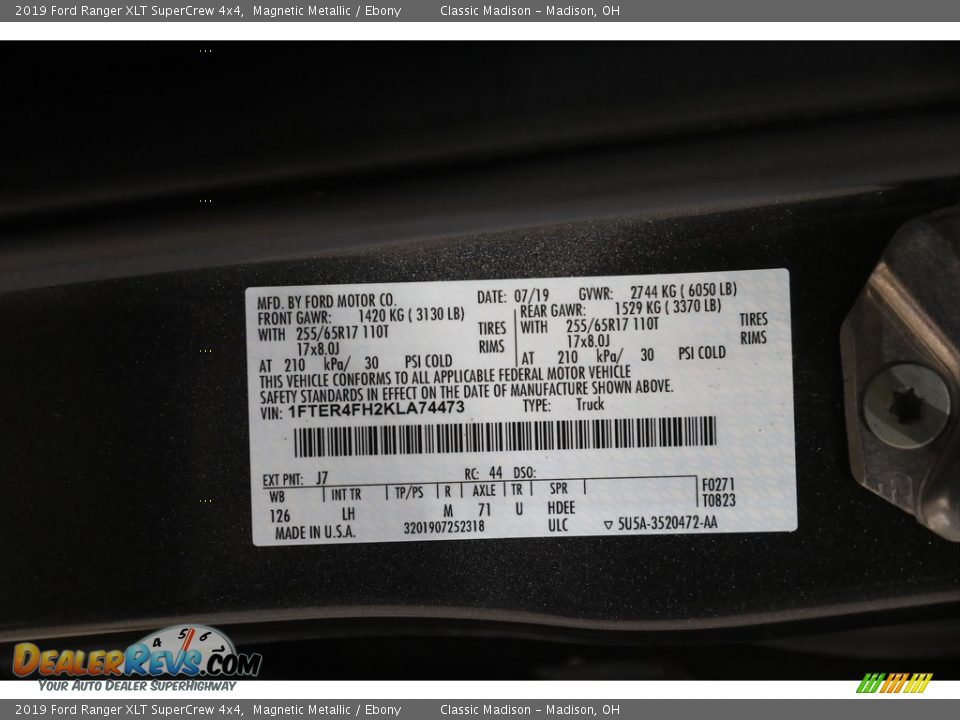 2019 Ford Ranger XLT SuperCrew 4x4, Magnetic Metallic / Ebony Classic Madison - Madison, OH
MFD. BY FORD MOTOR CO. DATE: 07/19 GVWR: 2744 KG ( 6050 LB)
FRONT GAWR: 1420 KG ( 3130 LB) REAR GAWR: 1529 KG ( 3370 LB)
WITH 255/65R17 110T TIRES WITH 255/65R17 110T TIRES
17x8.0J RIMS 17x8.0J RIMS
AT 210 kPa/ 30 PSI COLD AT 210 kPa/ 30 PSI COLD
THIS VEHICLE CONFORMS TO ALL APPLICABLE FEDERAL MOTOR VEHICLE
SAFETY STANDARDS IN EFFECT ON THE DATE OF MANUFACTURE SHOWN ABOVE.
VIN: 1FTER4FH2KLA74473 TYPE: Truck
EXT PNT: J7 RC: 44 DSO:
WB INT TR TP/PS R AXLE TR SPR F0271
126 LH M 71 U HDEE T0823
MADE IN U.S.A. 3201907252318 ULC ▽ 5U5A-3520472-AA
4 5 6
DEALERREVS.COM
YOUR AUTO DEALER SUPERHIGHWAY
2019 Ford Ranger XLT SuperCrew 4x4, Magnetic Metallic / Ebony Classic Madison - Madison, OH